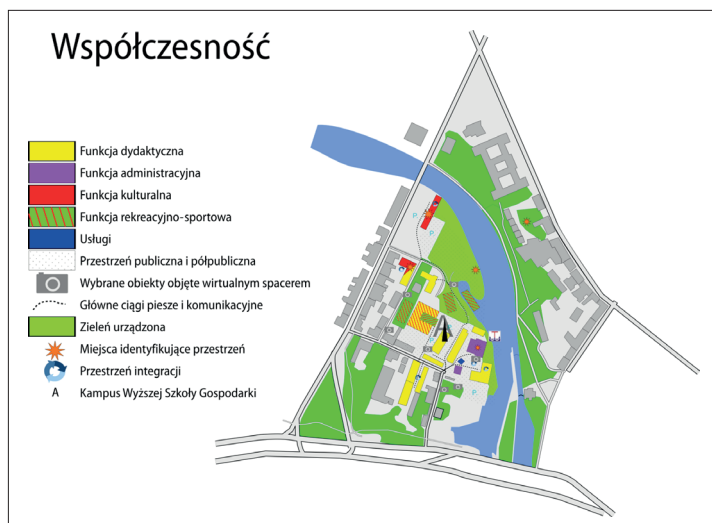 Współczesność
Funkcja dydaktyczna
Funkcja administracyjna
Funkcja kulturalna
Funkcja rekreacyjno-sportowa
Usługi
Przestrzeń publiczna i półpubliczna
Wybrane obiekty objęte wirtualnym spacerem
Główne ciągi piesze i komunikacyjne
Zieleń urządzona
Miejsca identyfikujące przestrzeń
Przestrzeń integracji
A Kampus Wyższej Szkoły Gospodarki
P
P
P
A
P
P